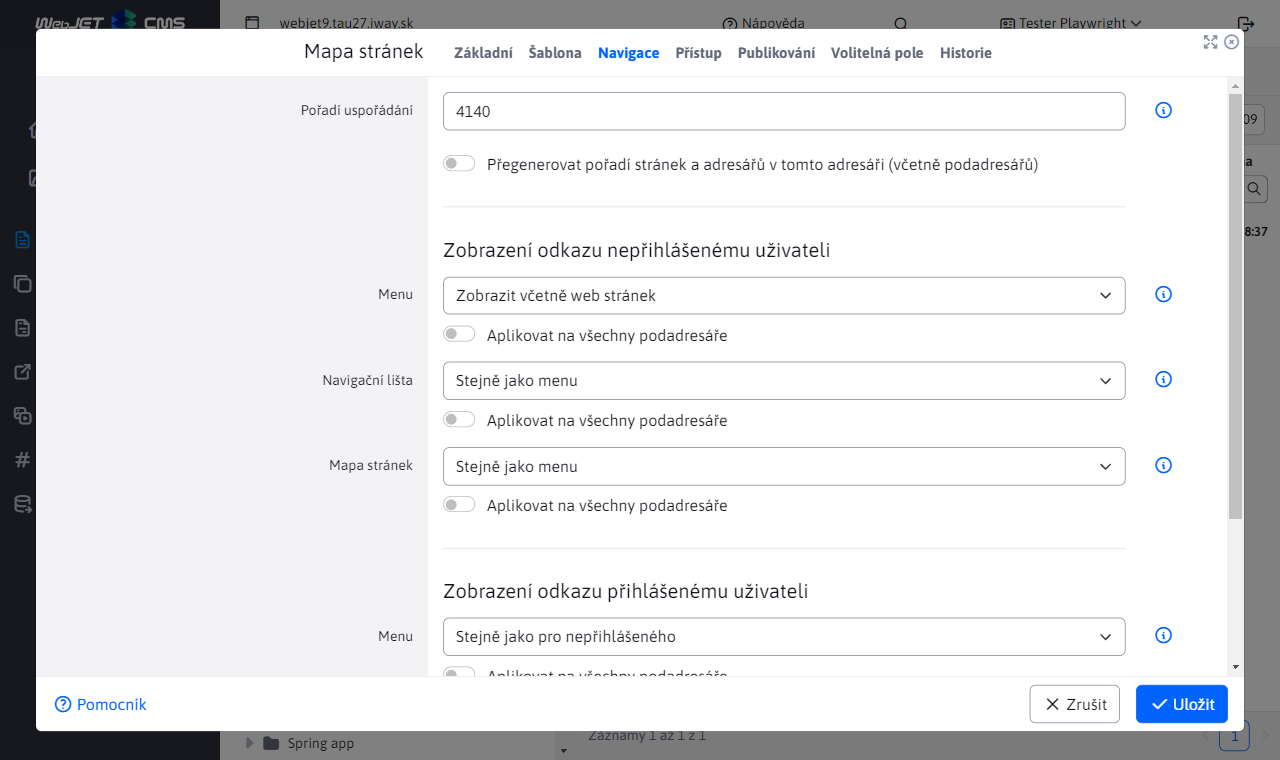 WebJET CMS
webjet9.tau27.iway.sk
Nápověda
Tester Playwright
Mapa stránek
Základní
Šablona
Navigace
Přístup
Publikování
Volitelná pole
Historie
Pořadí uspořádání
4140
09
Přegenerovat pořadí stránek a adresářů v tomto adresáři (včetně podadresářů)
Zobrazení odkazu nepřihlášenému uživateli
8:37
Menu
Zobrazit včetně web stránek
Aplikovat na všechny podadresáře
Navigační lišta
Stejně jako menu
Aplikovat na všechny podadresáře
Mapa stránek
Stejně jako menu
Aplikovat na všechny podadresáře
Zobrazení odkazu přihlášenému uživateli
Menu
Stejně jako pro nepřihlášeného
Aplikovat na všechny podadresáře
Pomocník
Zrušit
Uložit
Spring app
Záznamy 1 až 1 z 1
1